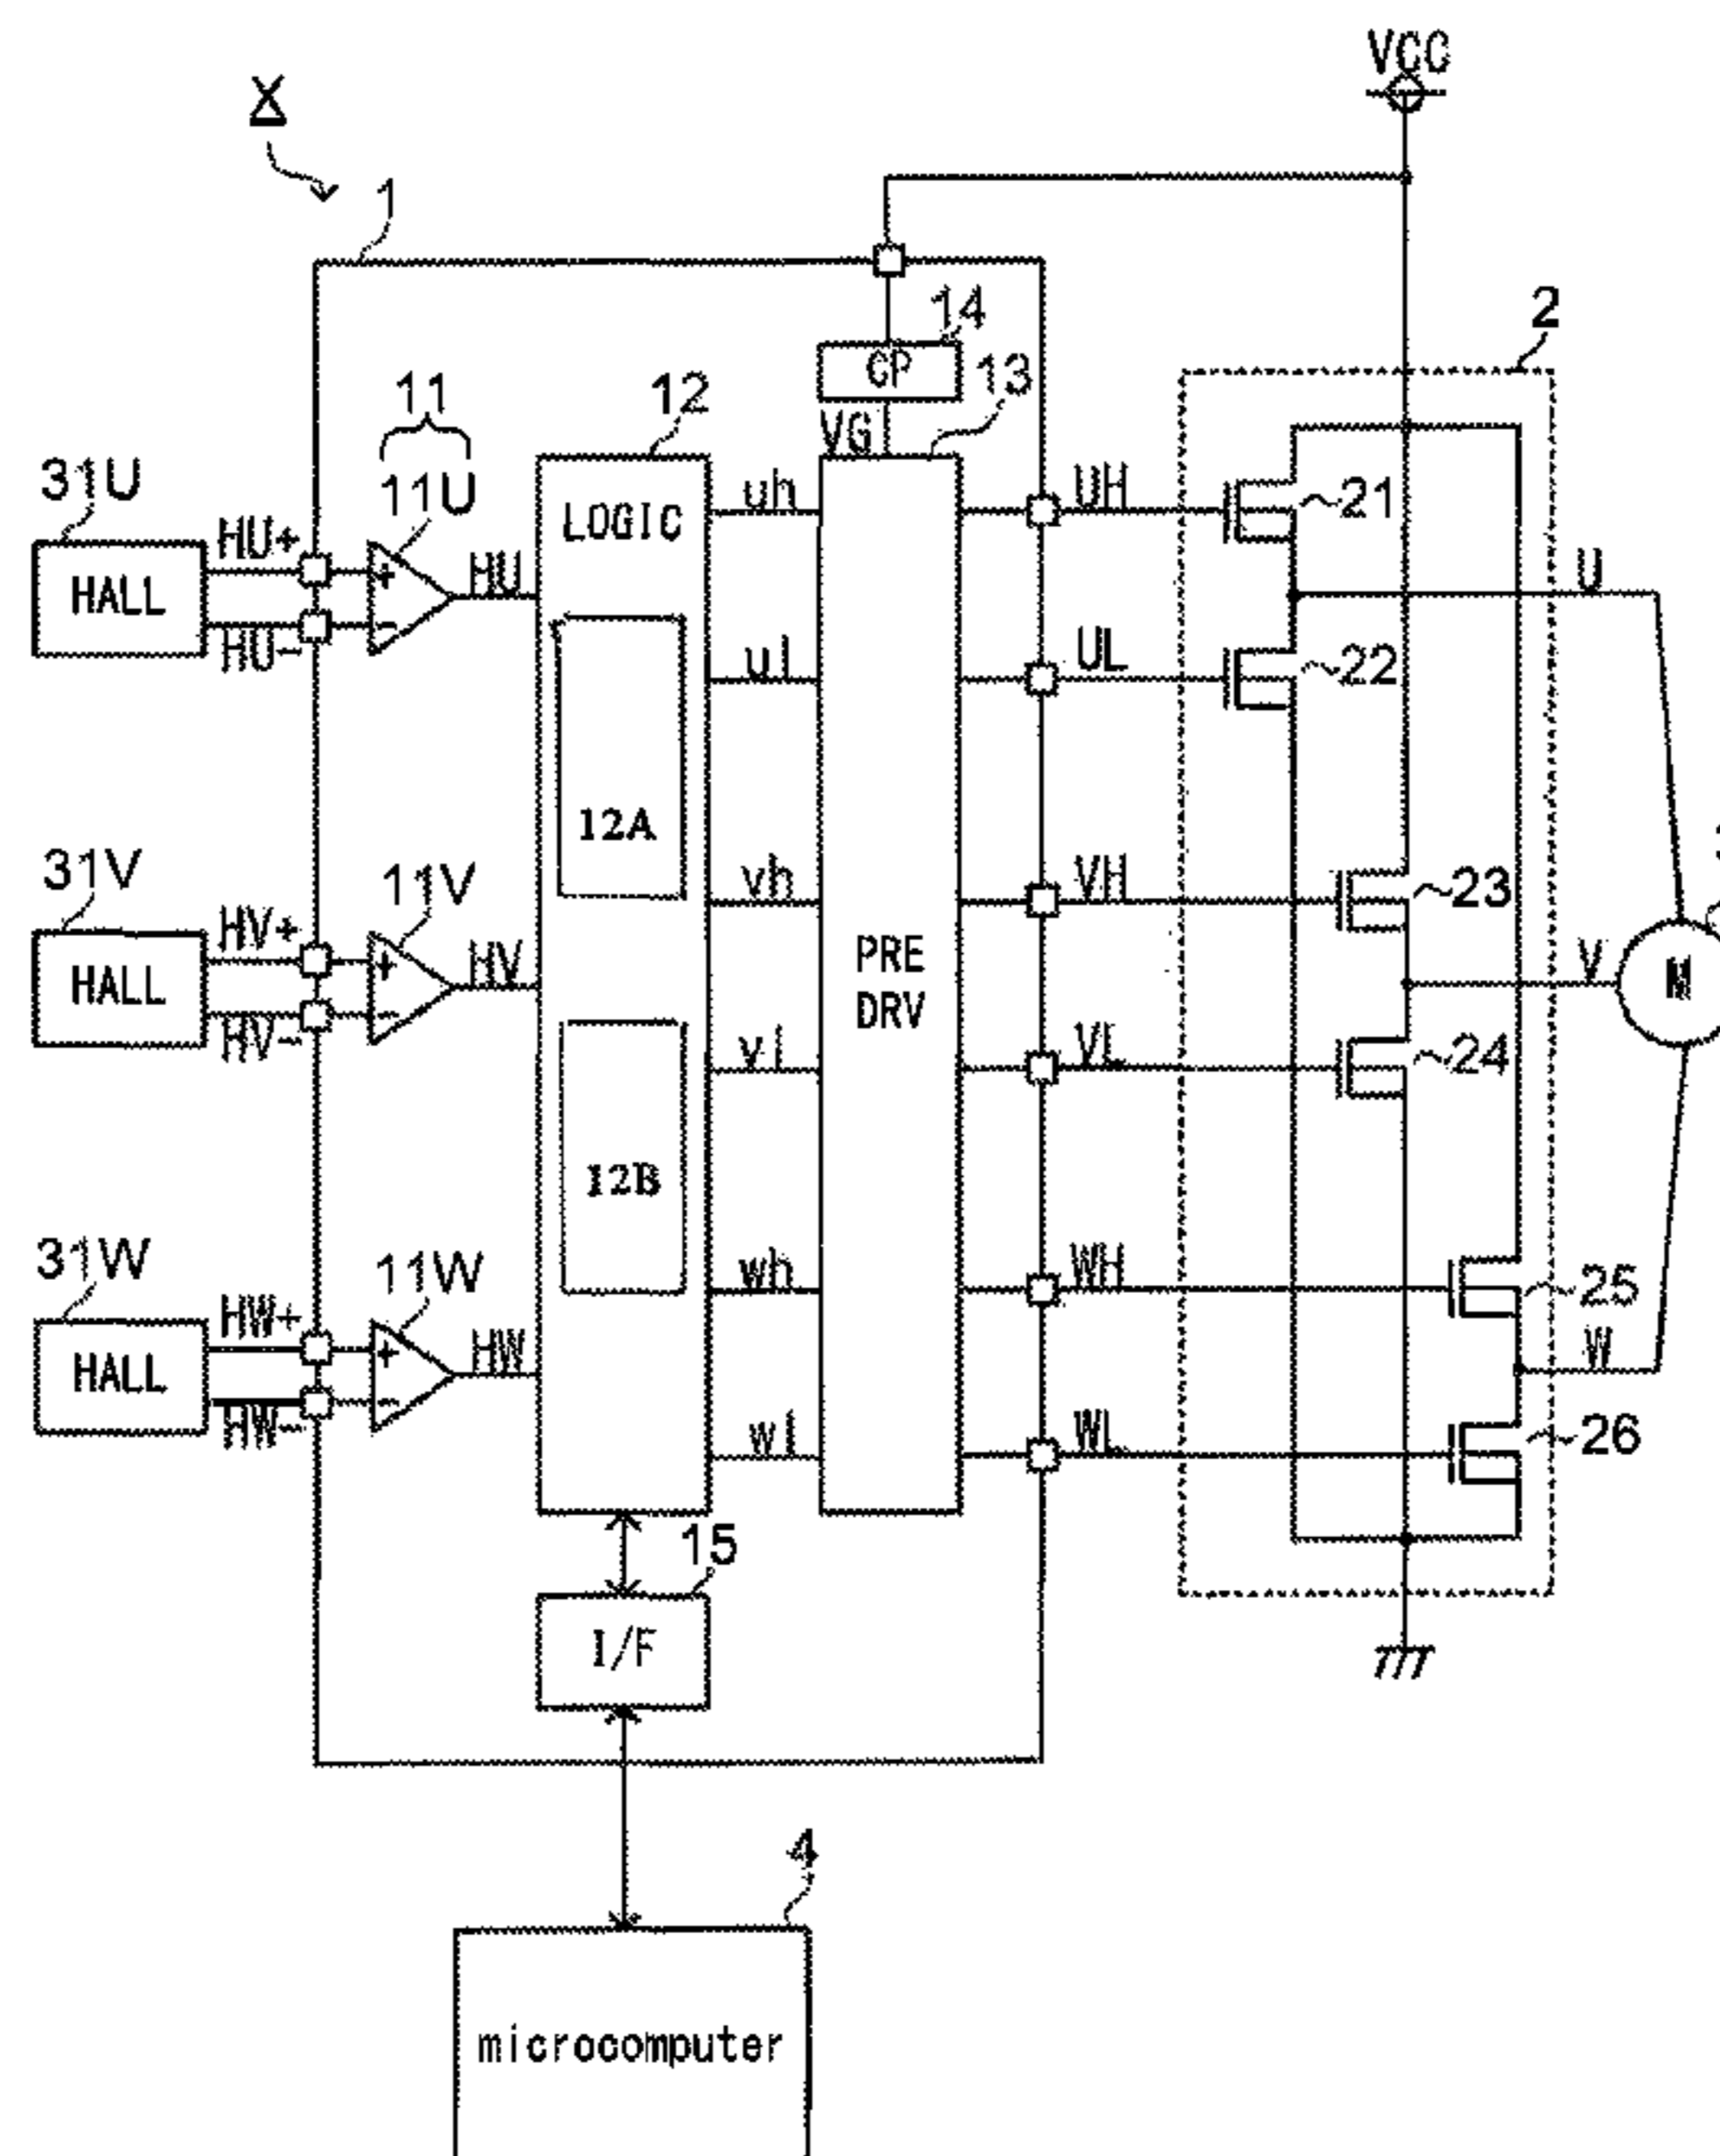 VCC
X
1
2
14
CP
13
VG
11
12
31U
11U
HU+
HALL
HU-
HU
LOGIC
uh
UH
21
U
ul
UL
22
12A
31V
11V
HV+
HALL
HV-
HV
vh
VH
23
PRE
DRV
V
M
vl
VL
24
12B
31W
11W
HW+
HALL
HW-
HW
wh
WH
25
W
wl
WL
26
15
I/F
4
microcomputer